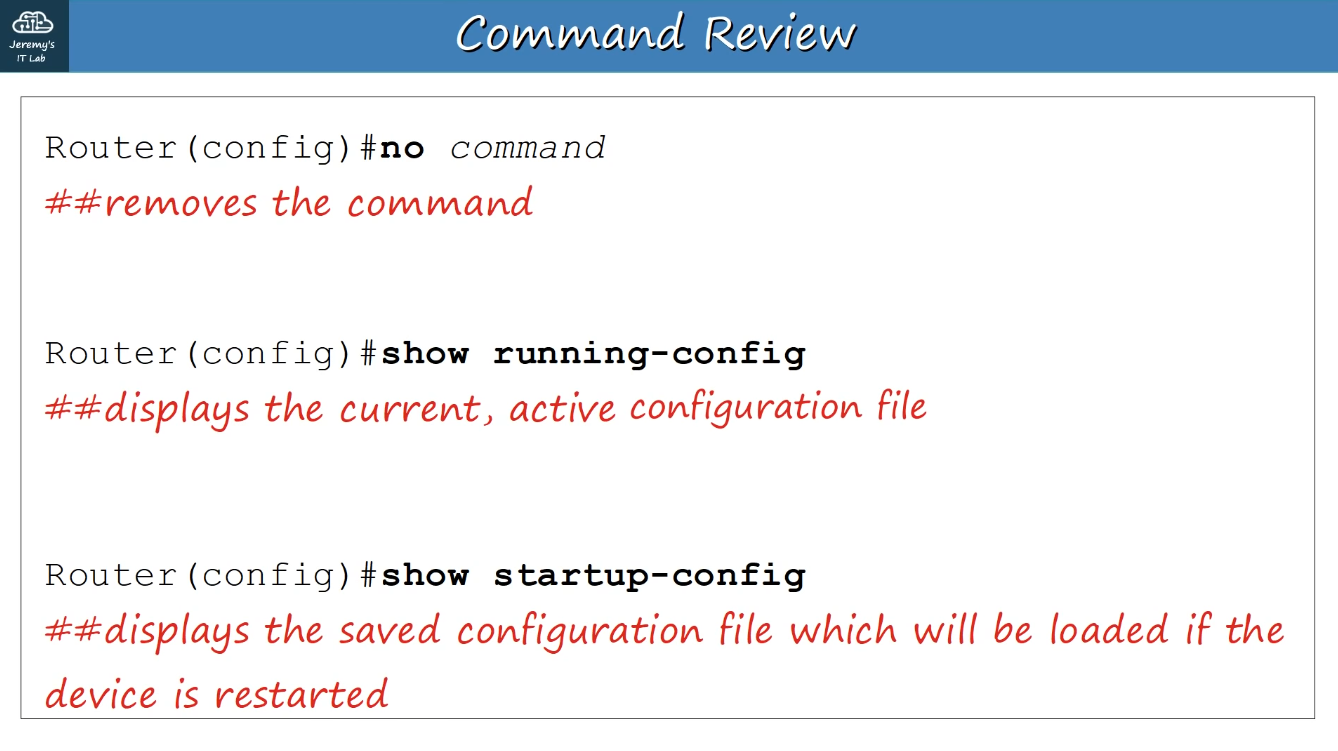 Jeremy's
IT Lab
Command Review
Router(config)#no command
##removes the command
Router(config)#show running-config
##displays the current, active configuration file
Router(config)#show startup-config
##displays the saved configuration file which will be loaded if the
device is restarted